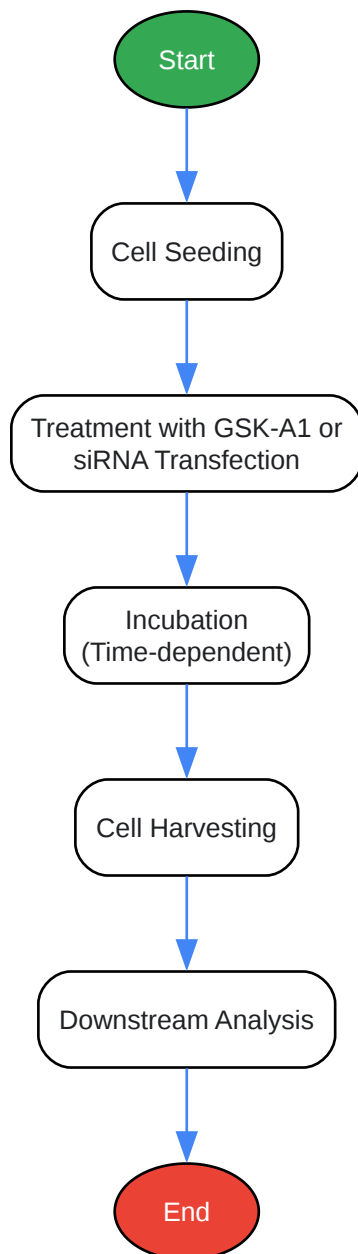 Start
Cell Seeding
Treatment with GSK-A1 or
siRNA Transfection
Incubation
(Time-dependent)
Cell Harvesting
Downstream Analysis
End